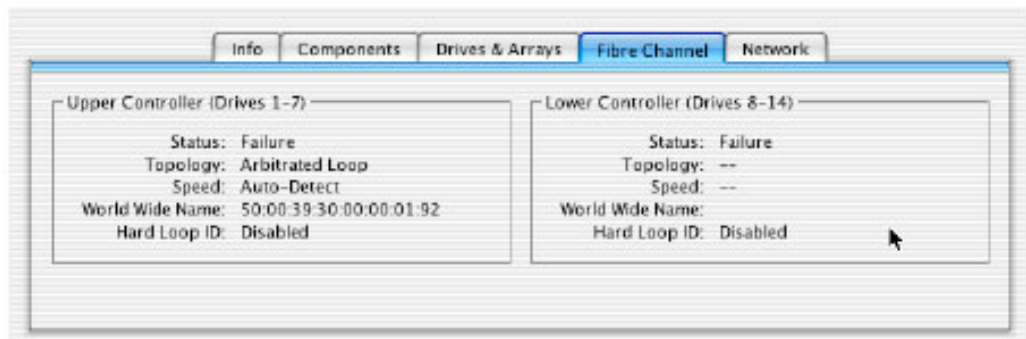 Info Components Drives & Arrays Fibre Channel Network
Upper Controller (Drives 1-7)
Status: Failure
Topology: Arbitrated Loop
Speed: Auto-Detect
World Wide Name: 50:00:39:30:00:00:01:92
Hard Loop ID: Disabled
Lower Controller (Drives 8-14)
Status: Failure
Topology: --
Speed: --
World Wide Name:
Hard Loop ID: Disabled